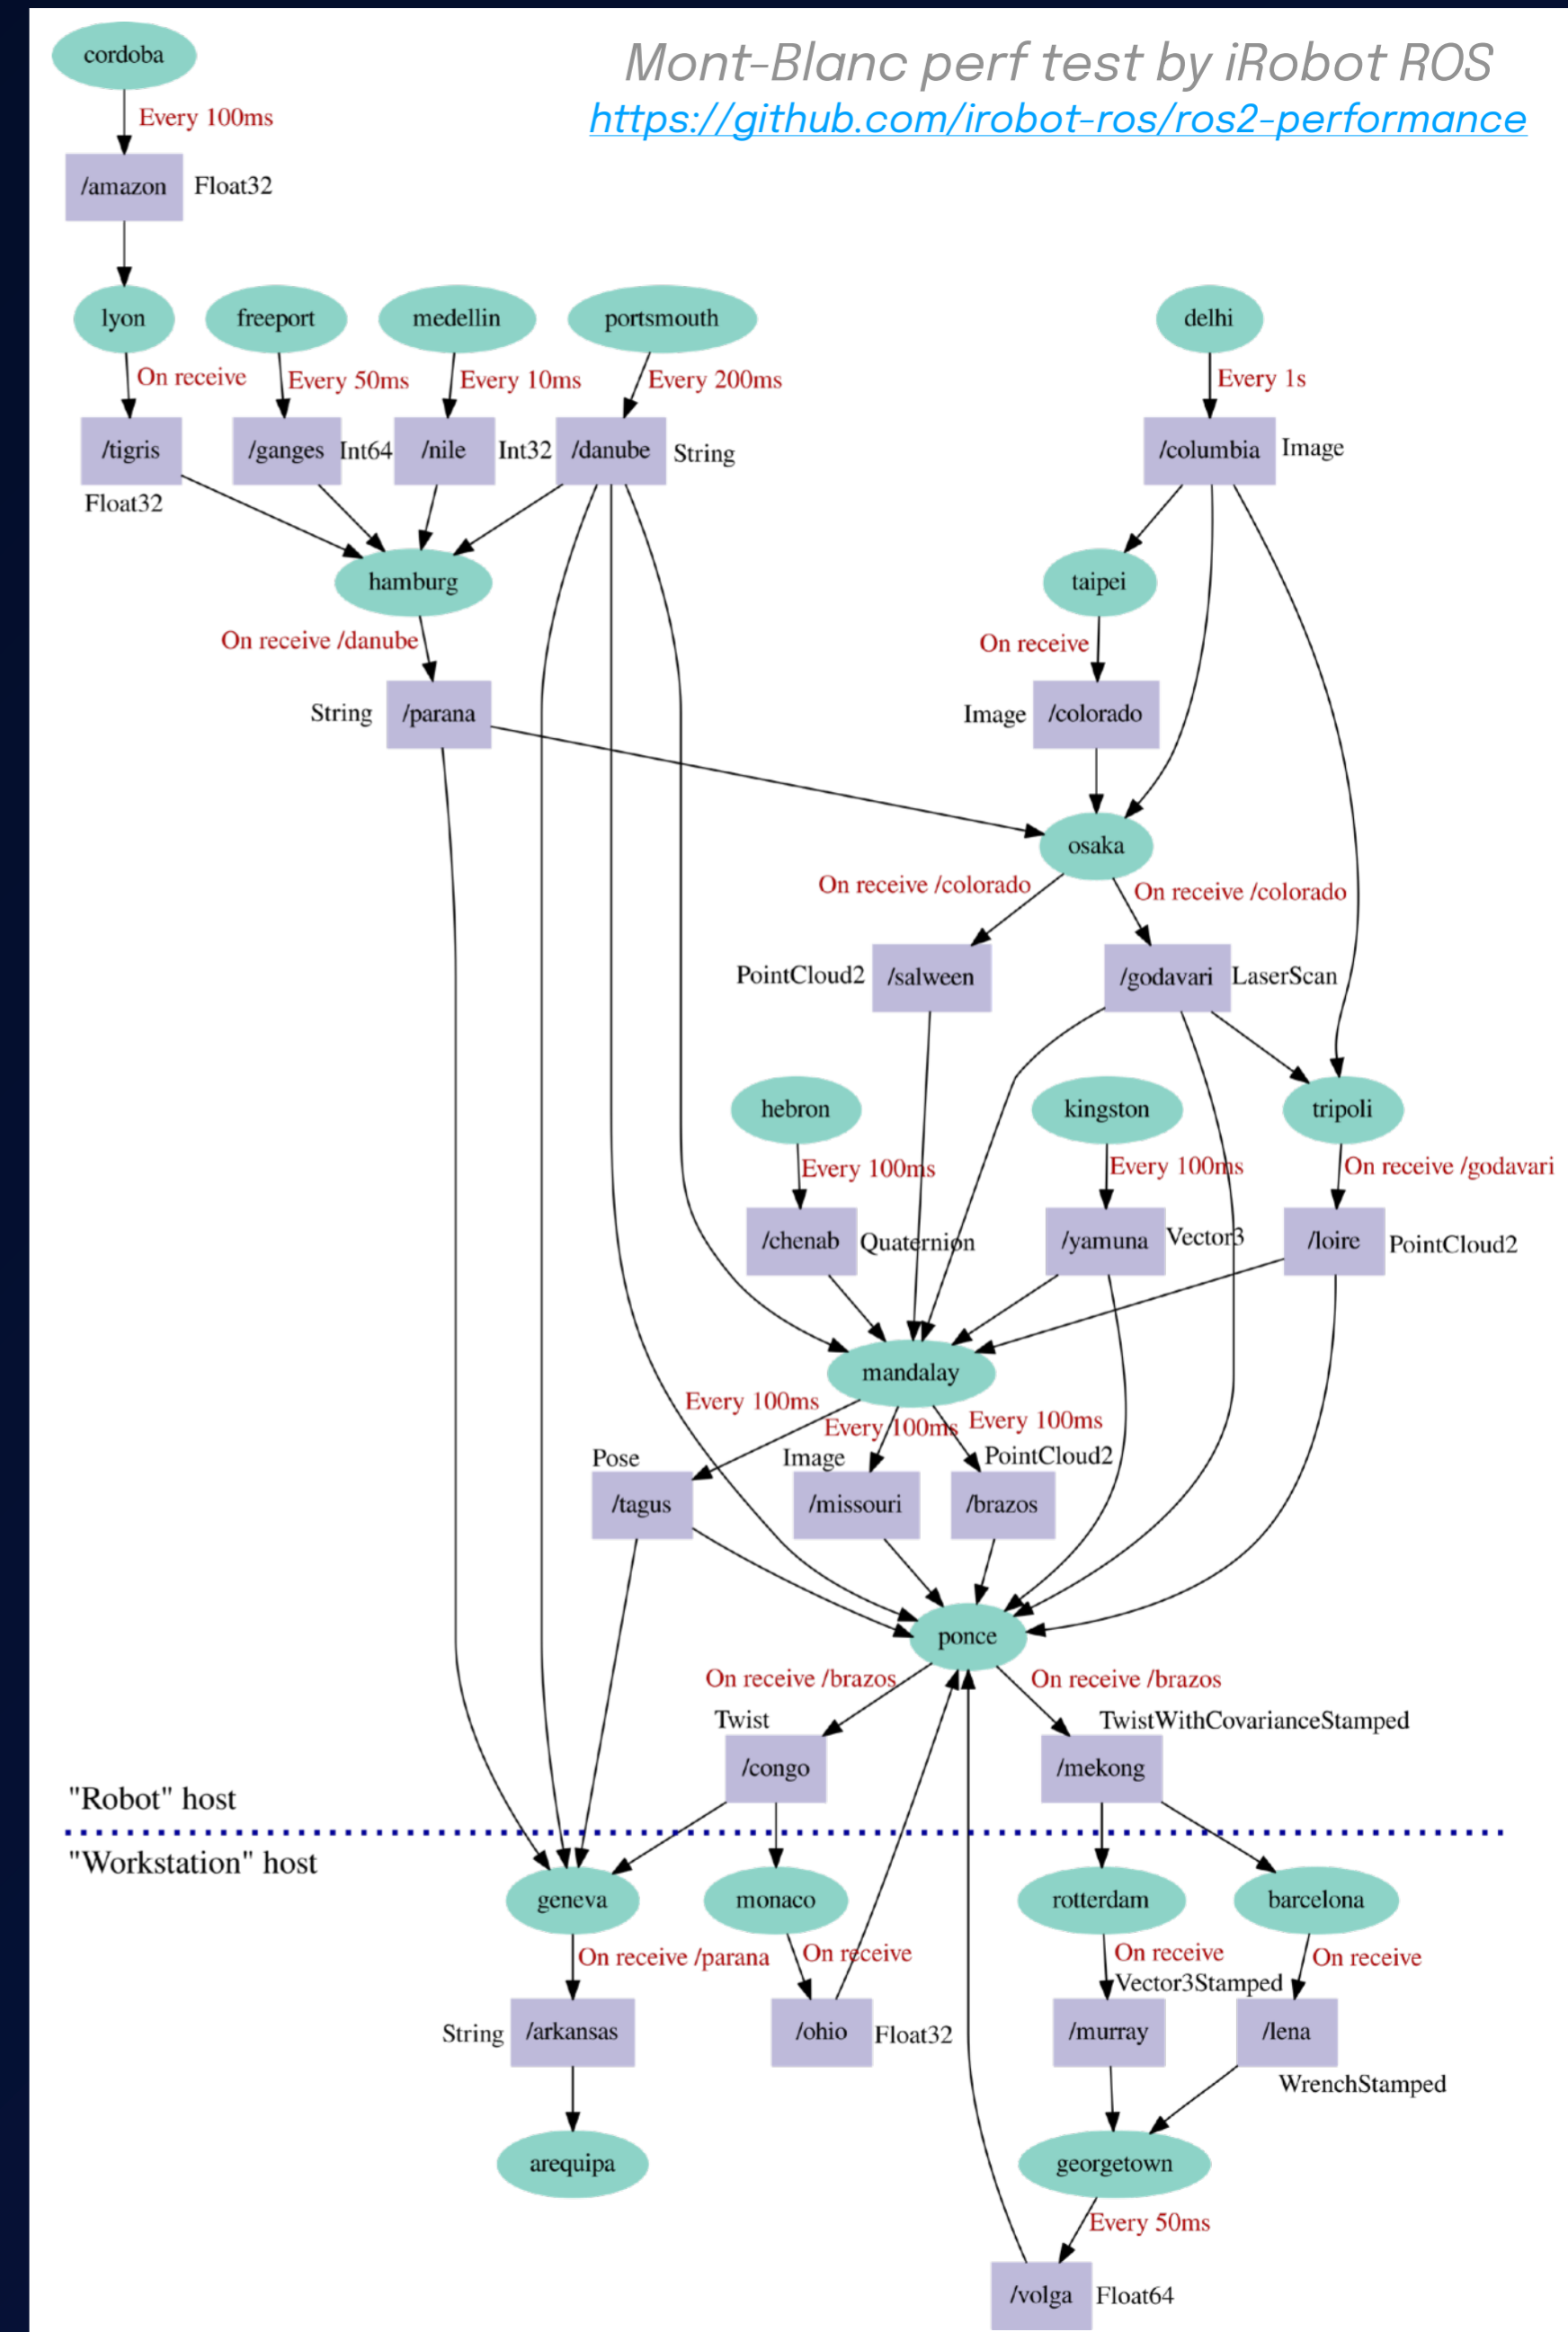 Mont-Blanc perf test by iRobot ROS
https://github.com/irobot-ros/ros2-performance
cordoba
Every 100ms
/amazon Float32
lyon freeport medellin portsmouth delhi
On receive Every 50ms Every 10ms Every 200ms Every 1s
/tigris /ganges Int64 /nile Int32 /danube String /columbia Image
Float32
hamburg taipei
On receive /danube On receive
String /parana Image /colorado
osaka
On receive /colorado On receive /colorado
PointCloud2 /salween /godavari LaserScan
hebron kingston tripoli
Every 100ms Every 100ms On receive /godavari
/chenab Quaternion /yamuna Vector3 /loire PointCloud2
mandalay
Every 100ms Every 100ms Every 100ms
Pose Image PointCloud2
/tagus /missouri /brazos
ponce
On receive /brazos On receive /brazos
Twist TwistWithCovarianceStamped
/congo /mekong
"Robot" host
"Workstation" host
geneva monaco rotterdam barcelona
On receive /parana On receive On receive On receive
Vector3Stamped
String /arkansas /ohio Float32 /murray /lena
WrenchStamped
arequipa georgetown
Every 50ms
/volga Float64